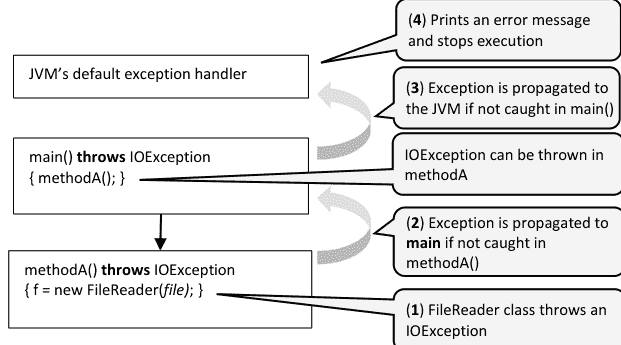 (4) Prints an error message
and stops execution
JVM's default exception handler
(3) Exception is propagated to
the JVM if not caught in main()
main() throws IOException
{ methodA(); }
IOException can be thrown in
methodA
(2) Exception is propagated to
main if not caught in
methodA()
methodA() throws IOException
{ f = new FileReader(file); }
(1) FileReader class throws an
IOException